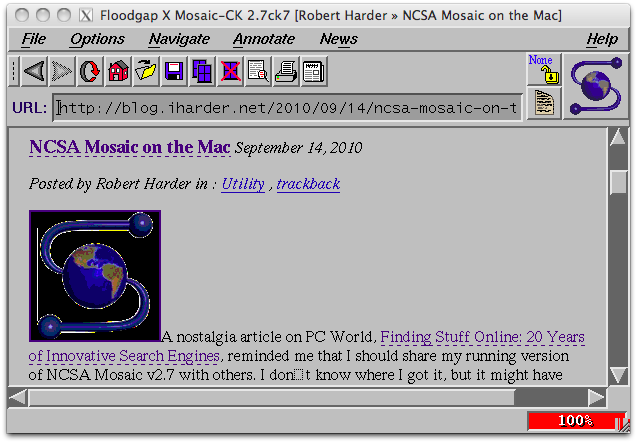 Floodgap X Mosaic-CK 2.7ck7 [Robert Harder » NCSA Mosaic on the Mac]
File Options Navigate Annotate News Help
None
URL: http://blog.iharder.net/2010/09/14/ncsa-mosaic-on-t
NCSA Mosaic on the Mac September 14, 2010
Posted by Robert Harder in : Utility , trackback
A nostalgia article on PC World, Finding Stuff Online: 20 Years
of Innovative Search Engines, reminded me that I should share my running version
of NCSA Mosaic v2.7 with others. I don□t know where I got it, but it might have
100%